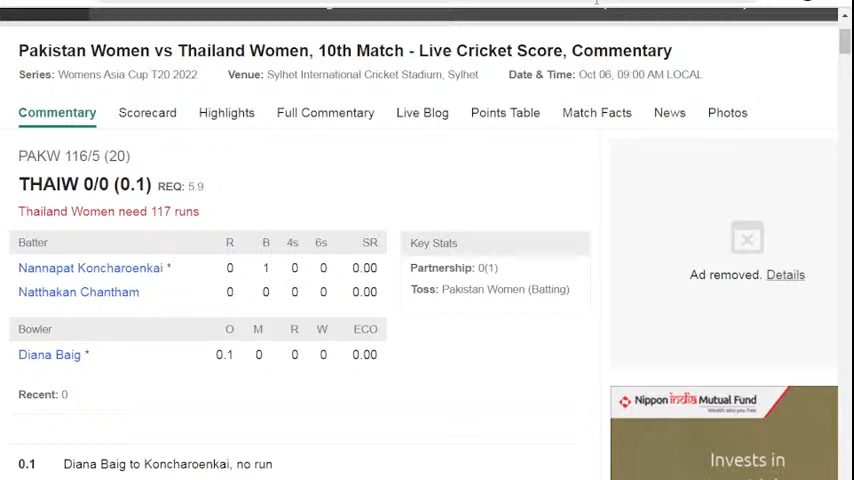 Pakistan Women vs Thailand Women, 10th Match - Live Cricket Score, Commentary
Series: Womens Asia Cup T20 2022 Venue: Sylhet International Cricket Stadium, Sylhet Date & Time: Oct 06, 09:00 AM LOCAL
Commentary Scorecard Highlights Full Commentary Live Blog Points Table Match Facts News Photos
PAKW 116/5 (20)
THAIW 0/0 (0.1) REQ: 5.9
Thailand Women need 117 runs
Batter R B 4s 6s SR
Nannapat Koncharoenkai * 0 1 0 0 0.00
Natthakan Chantham 0 0 0 0 0.00
Bowler O M R W ECO
Diana Baig * 0.1 0 0 0 0.00
Recent: 0
0.1 Diana Baig to Koncharoenkai, no run
Key Stats
Partnership: 0(1)
Toss: Pakistan Women (Batting)
Ad removed. Details
Nippon india Mutual Fund
Wealth sets you free
Invests in